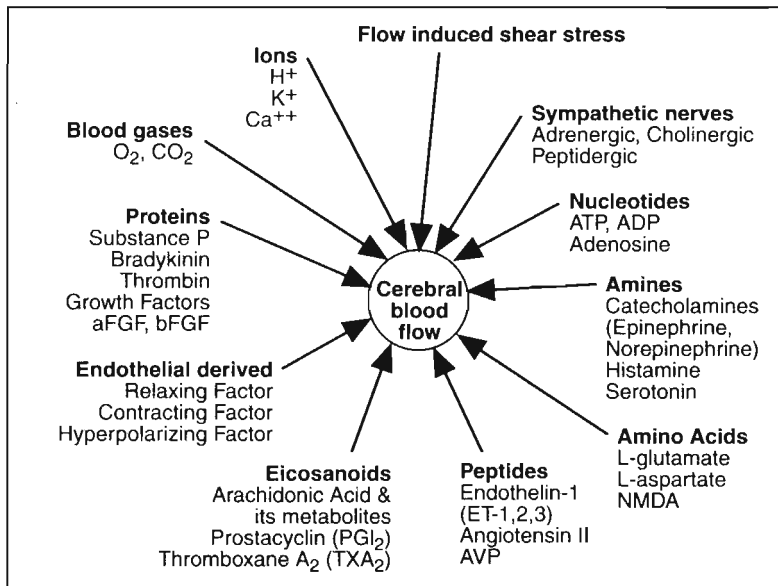 Flow induced shear stress
Ions
H+
K+
Ca++
Blood gases
O2, CO2
Sympathetic nerves
Adrenergic, Cholinergic
Peptidergic
Nucleotides
ATP, ADP
Adenosine
Proteins
Substance P
Bradykinin
Thrombin
Growth Factors
aFGF, bFGF
Cerebral
blood
flow
Amines
Catecholamines
(Epinephrine,
Norepinephrine)
Histamine
Serotonin
Endothelial derived
Relaxing Factor
Contracting Factor
Hyperpolarizing Factor
Amino Acids
L-glutamate
L-aspartate
NMDA
Eicosanoids
Arachidonic Acid &
its metabolites
Prostacyclin (PGI2)
Thromboxane A2 (TXA2)
Peptides
Endothelin-1
(ET-1,2,3)
Angiotensin II
AVP